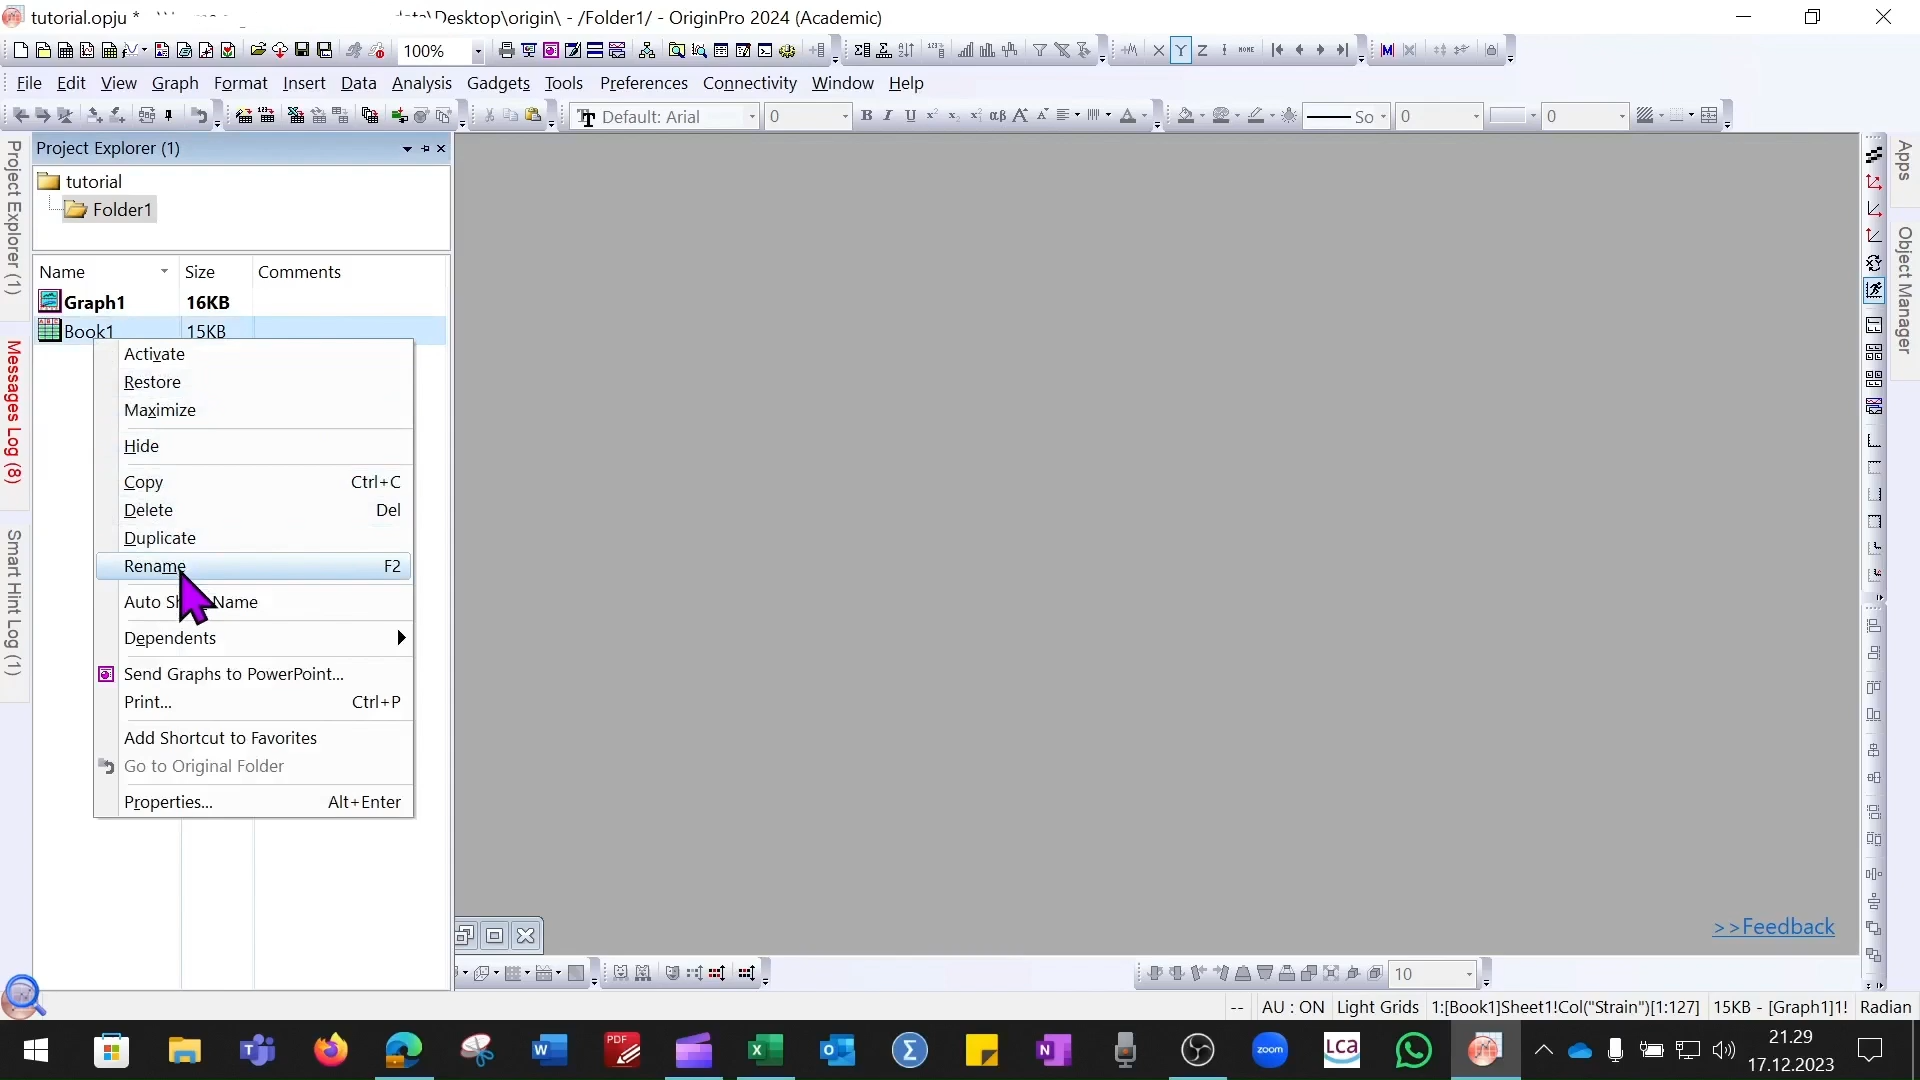 tutorial.opju *
\Desktop\origin\ - /Folder1/ - OriginPro 2024 (Academic)
100%
Y Z
File Edit View Graph Format Insert Data Analysis Gadgets Tools Preferences Connectivity Window Help
Default: Arial 0 B I U αβ A So 0 0
Project Explorer (1)
Messages Log (8)
Smart Hint Log (1)
Project Explorer (1)
tutorial
Folder1
Name Size Comments
Graph1 16KB
Book1 15KB
Activate
Restore
Maximize
Hide
Copy Ctrl+C
Delete Del
Duplicate
Rename F2
Auto Name
Dependents
Send Graphs to PowerPoint...
Print... Ctrl+P
Add Shortcut to Favorites
Go to Original Folder
Properties... Alt+Enter
Apps
Object Manager
>>Feedback
10
-- AU : ON Light Grids 1:[Book1]Sheet1!Col("Strain")[1:127] 15KB - [Graph1]1! Radian
PDF
zoom
LCA
21.29
17.12.2023